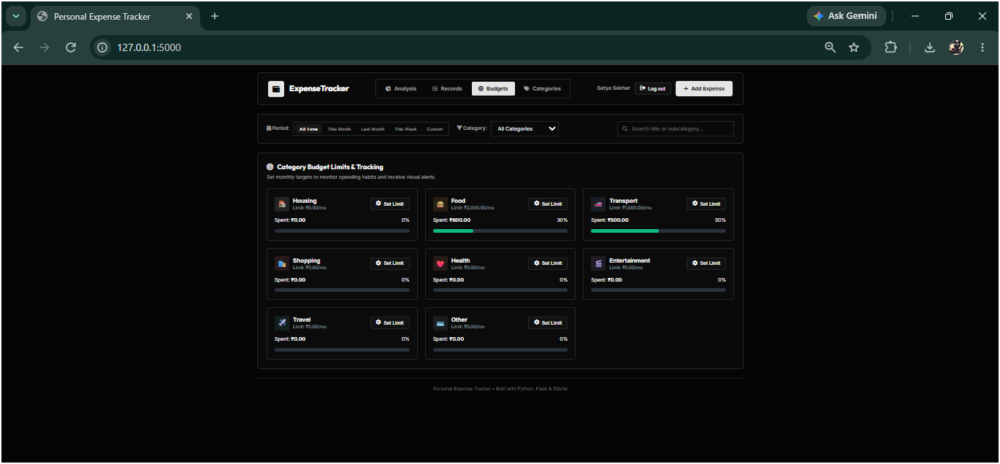 Personal Expense Tracker
Ask Gemini
127.0.0.1:5000
ExpenseTracker
Analysis Records Budgets Categories
Satya Sekhar Log out + Add Expense
Period: All Time This Month Last Month This Week Custom
Category: All Categories
Search title or subcategory...
Category Budget Limits & Tracking
Set monthly targets to monitor spending habits and receive visual alerts.
Housing
Limit: ₹0.00/mo
Set Limit
Spent: ₹0.00 0%
Food
Limit: ₹2,000.00/mo
Set Limit
Spent: ₹600.00 30%
Transport
Limit: ₹1,000.00/mo
Set Limit
Spent: ₹500.00 50%
Shopping
Limit: ₹0.00/mo
Set Limit
Spent: ₹0.00 0%
Health
Limit: ₹0.00/mo
Set Limit
Spent: ₹0.00 0%
Entertainment
Limit: ₹0.00/mo
Set Limit
Spent: ₹0.00 0%
Travel
Limit: ₹0.00/mo
Set Limit
Spent: ₹0.00 0%
Other
Limit: ₹0.00/mo
Set Limit
Spent: ₹0.00 0%
Personal Expense Tracker • Built with Python, Flask & SQLite